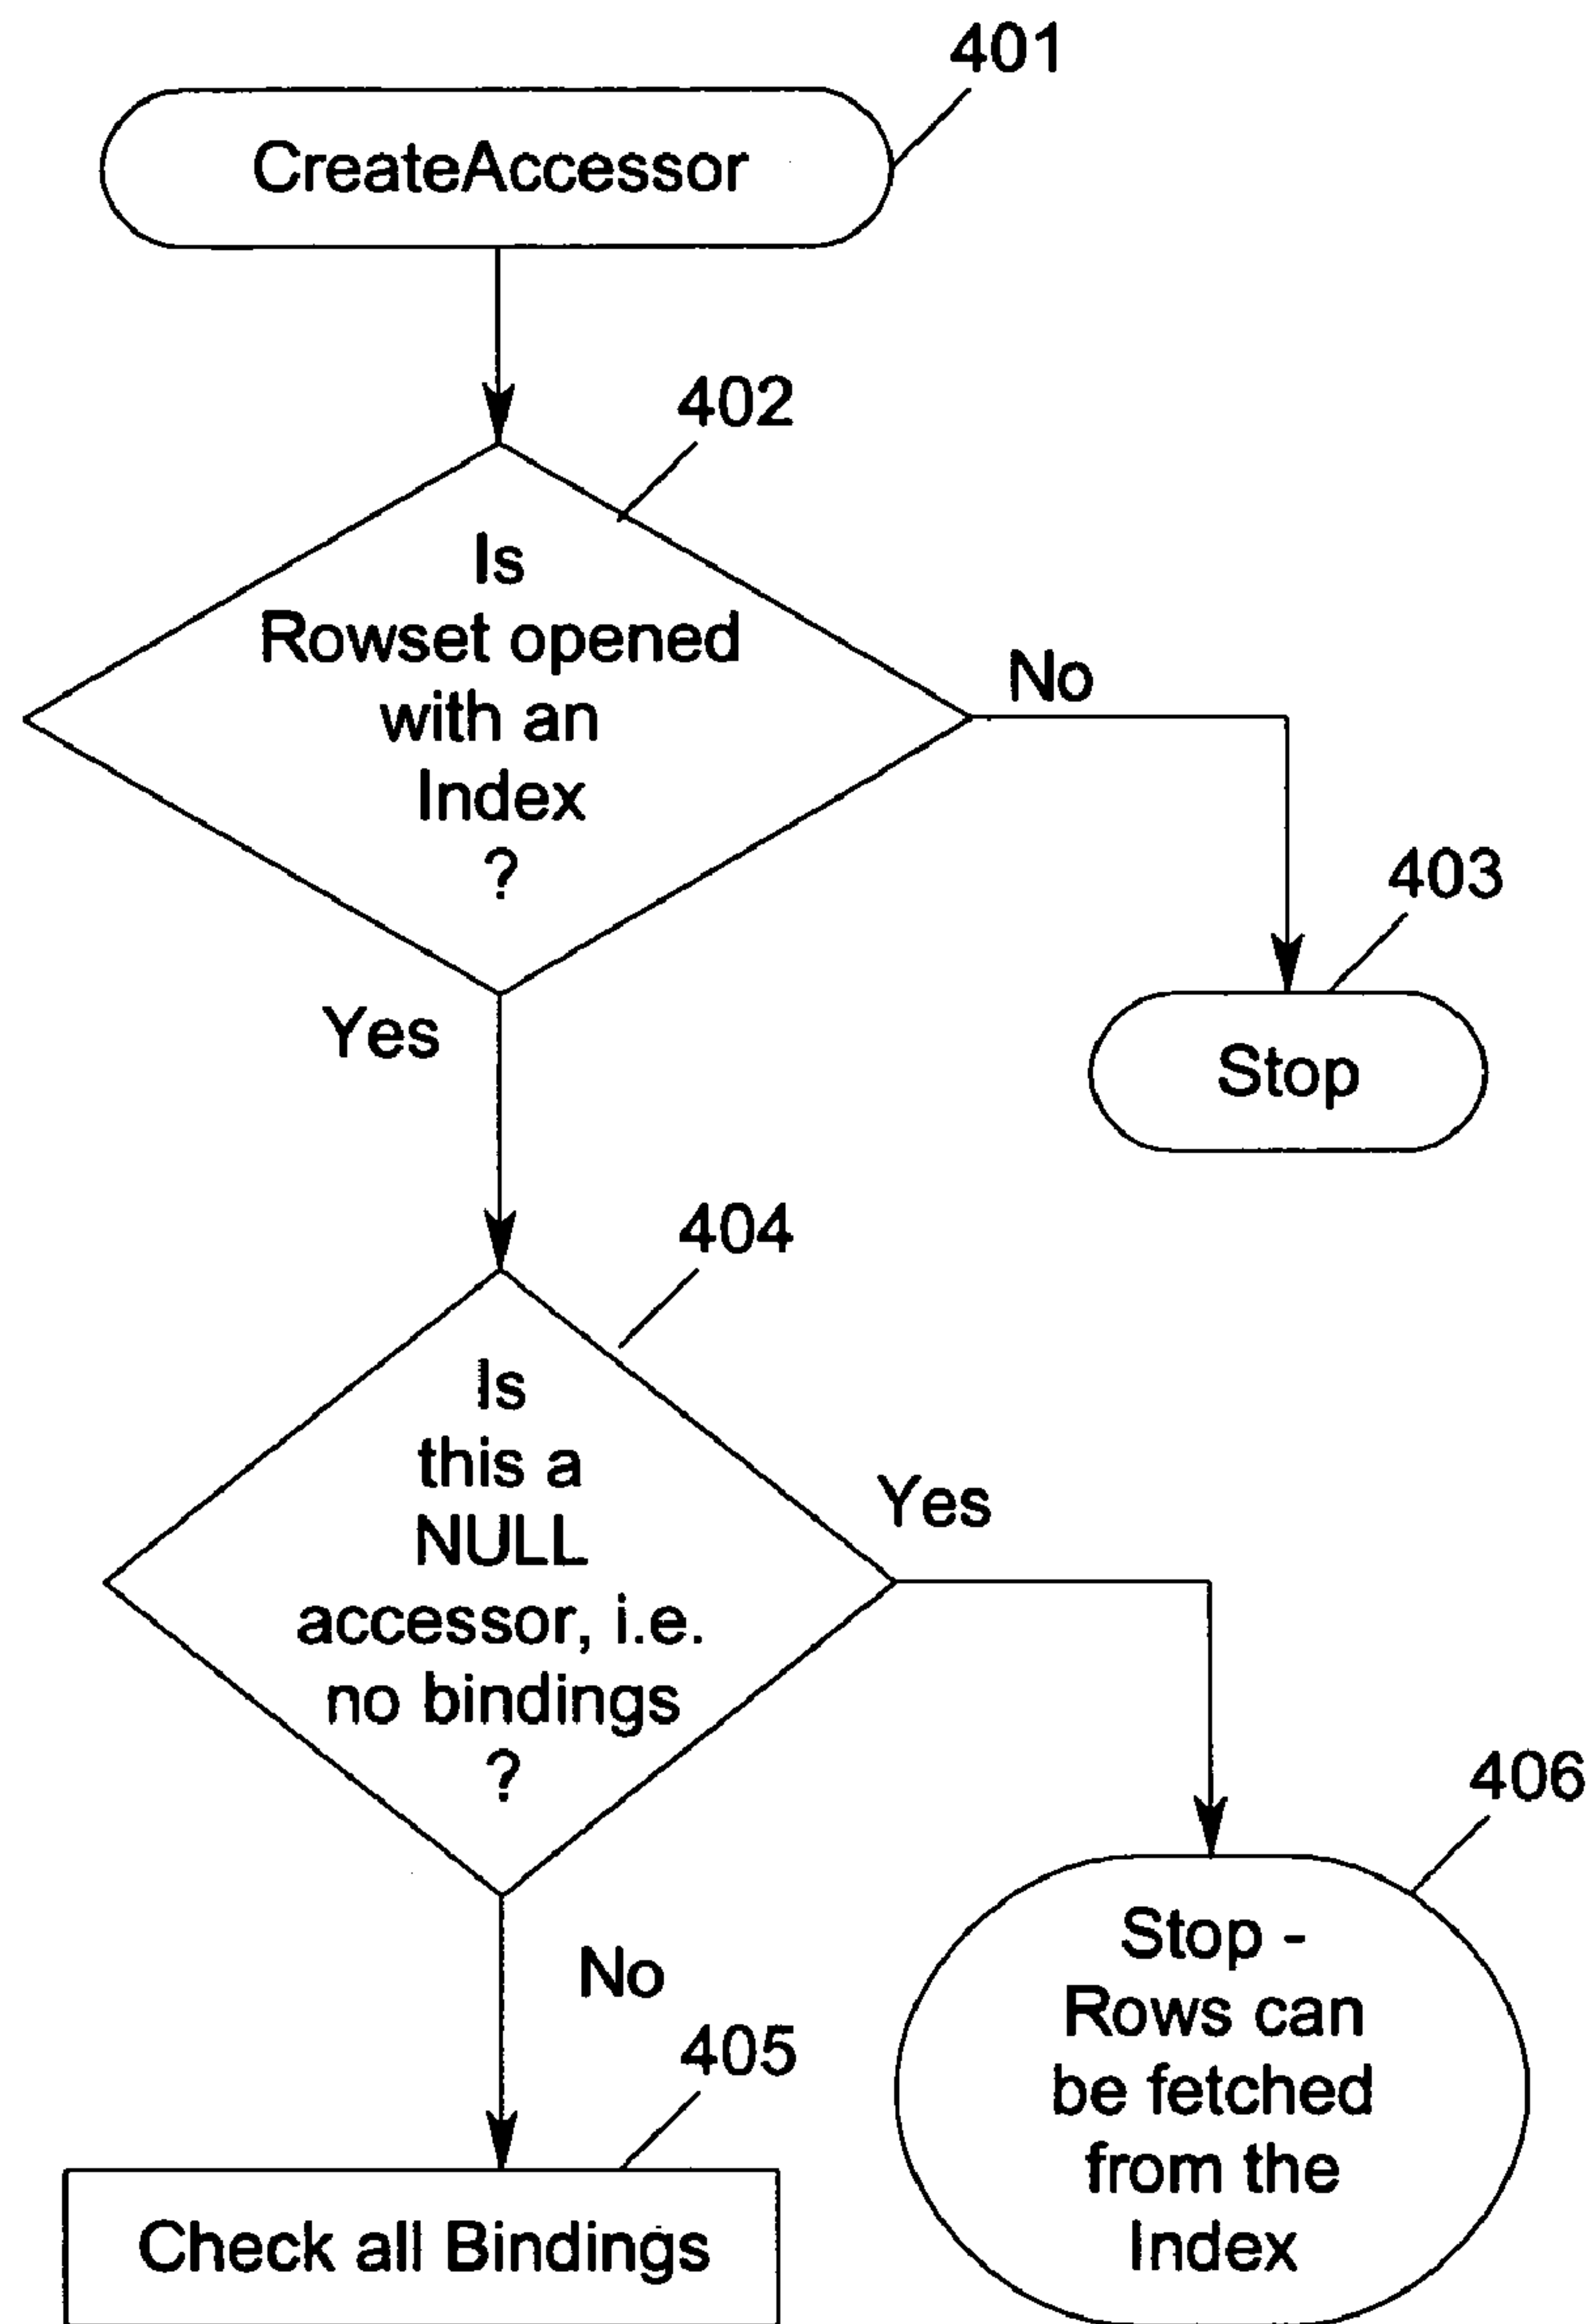 401
CreateAccessor
402
Is
Rowset opened
with an
Index
?
No
403
Stop
Yes
404
Is
this a
NULL
accessor, i.e.
no bindings
?
Yes
406
Stop -
Rows can
be fetched
from the
Index
No
405
Check all Bindings